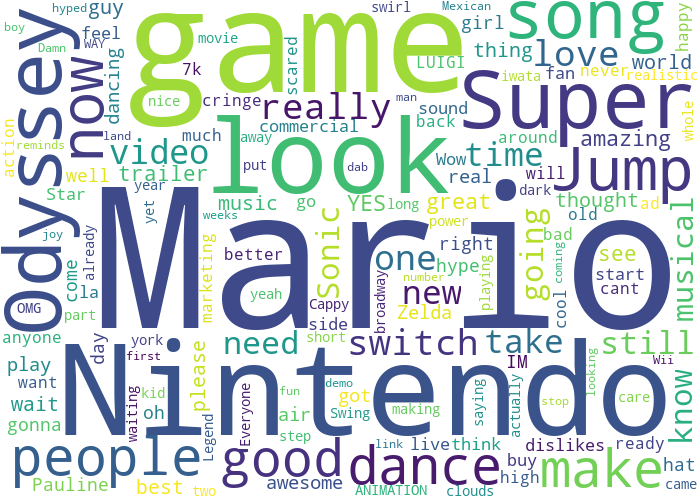 boy hyped guy swirl Mexican
Damn WAY feel movie girl song happy
game
7k scared LUIGI thing love world
nice cringe Wow fan iwata never realistic
Odyssey now dancing really man sound Super
action commercial back around amazing whole
reminds land much away look time Jump
video put dab real will
well trailer dark
Star year music go YES long great thought ad
yet weeks power old
joy Mario right bad musical
come already marketing better Sonic one hype going see
OMG la yeah Cappy broadway new number playing cool coming start cant
part side Zelda
anyone york short need switch take still
day first IM Wii
play please Nintendo looking know
want waiting kid fun demo got saying actually stop care
wait oh Everyone air Swing making
gonna Legend step
people good link live think dislikes ready
dance buy make hat
Pauline best two awesome ANIMATION clouds high came